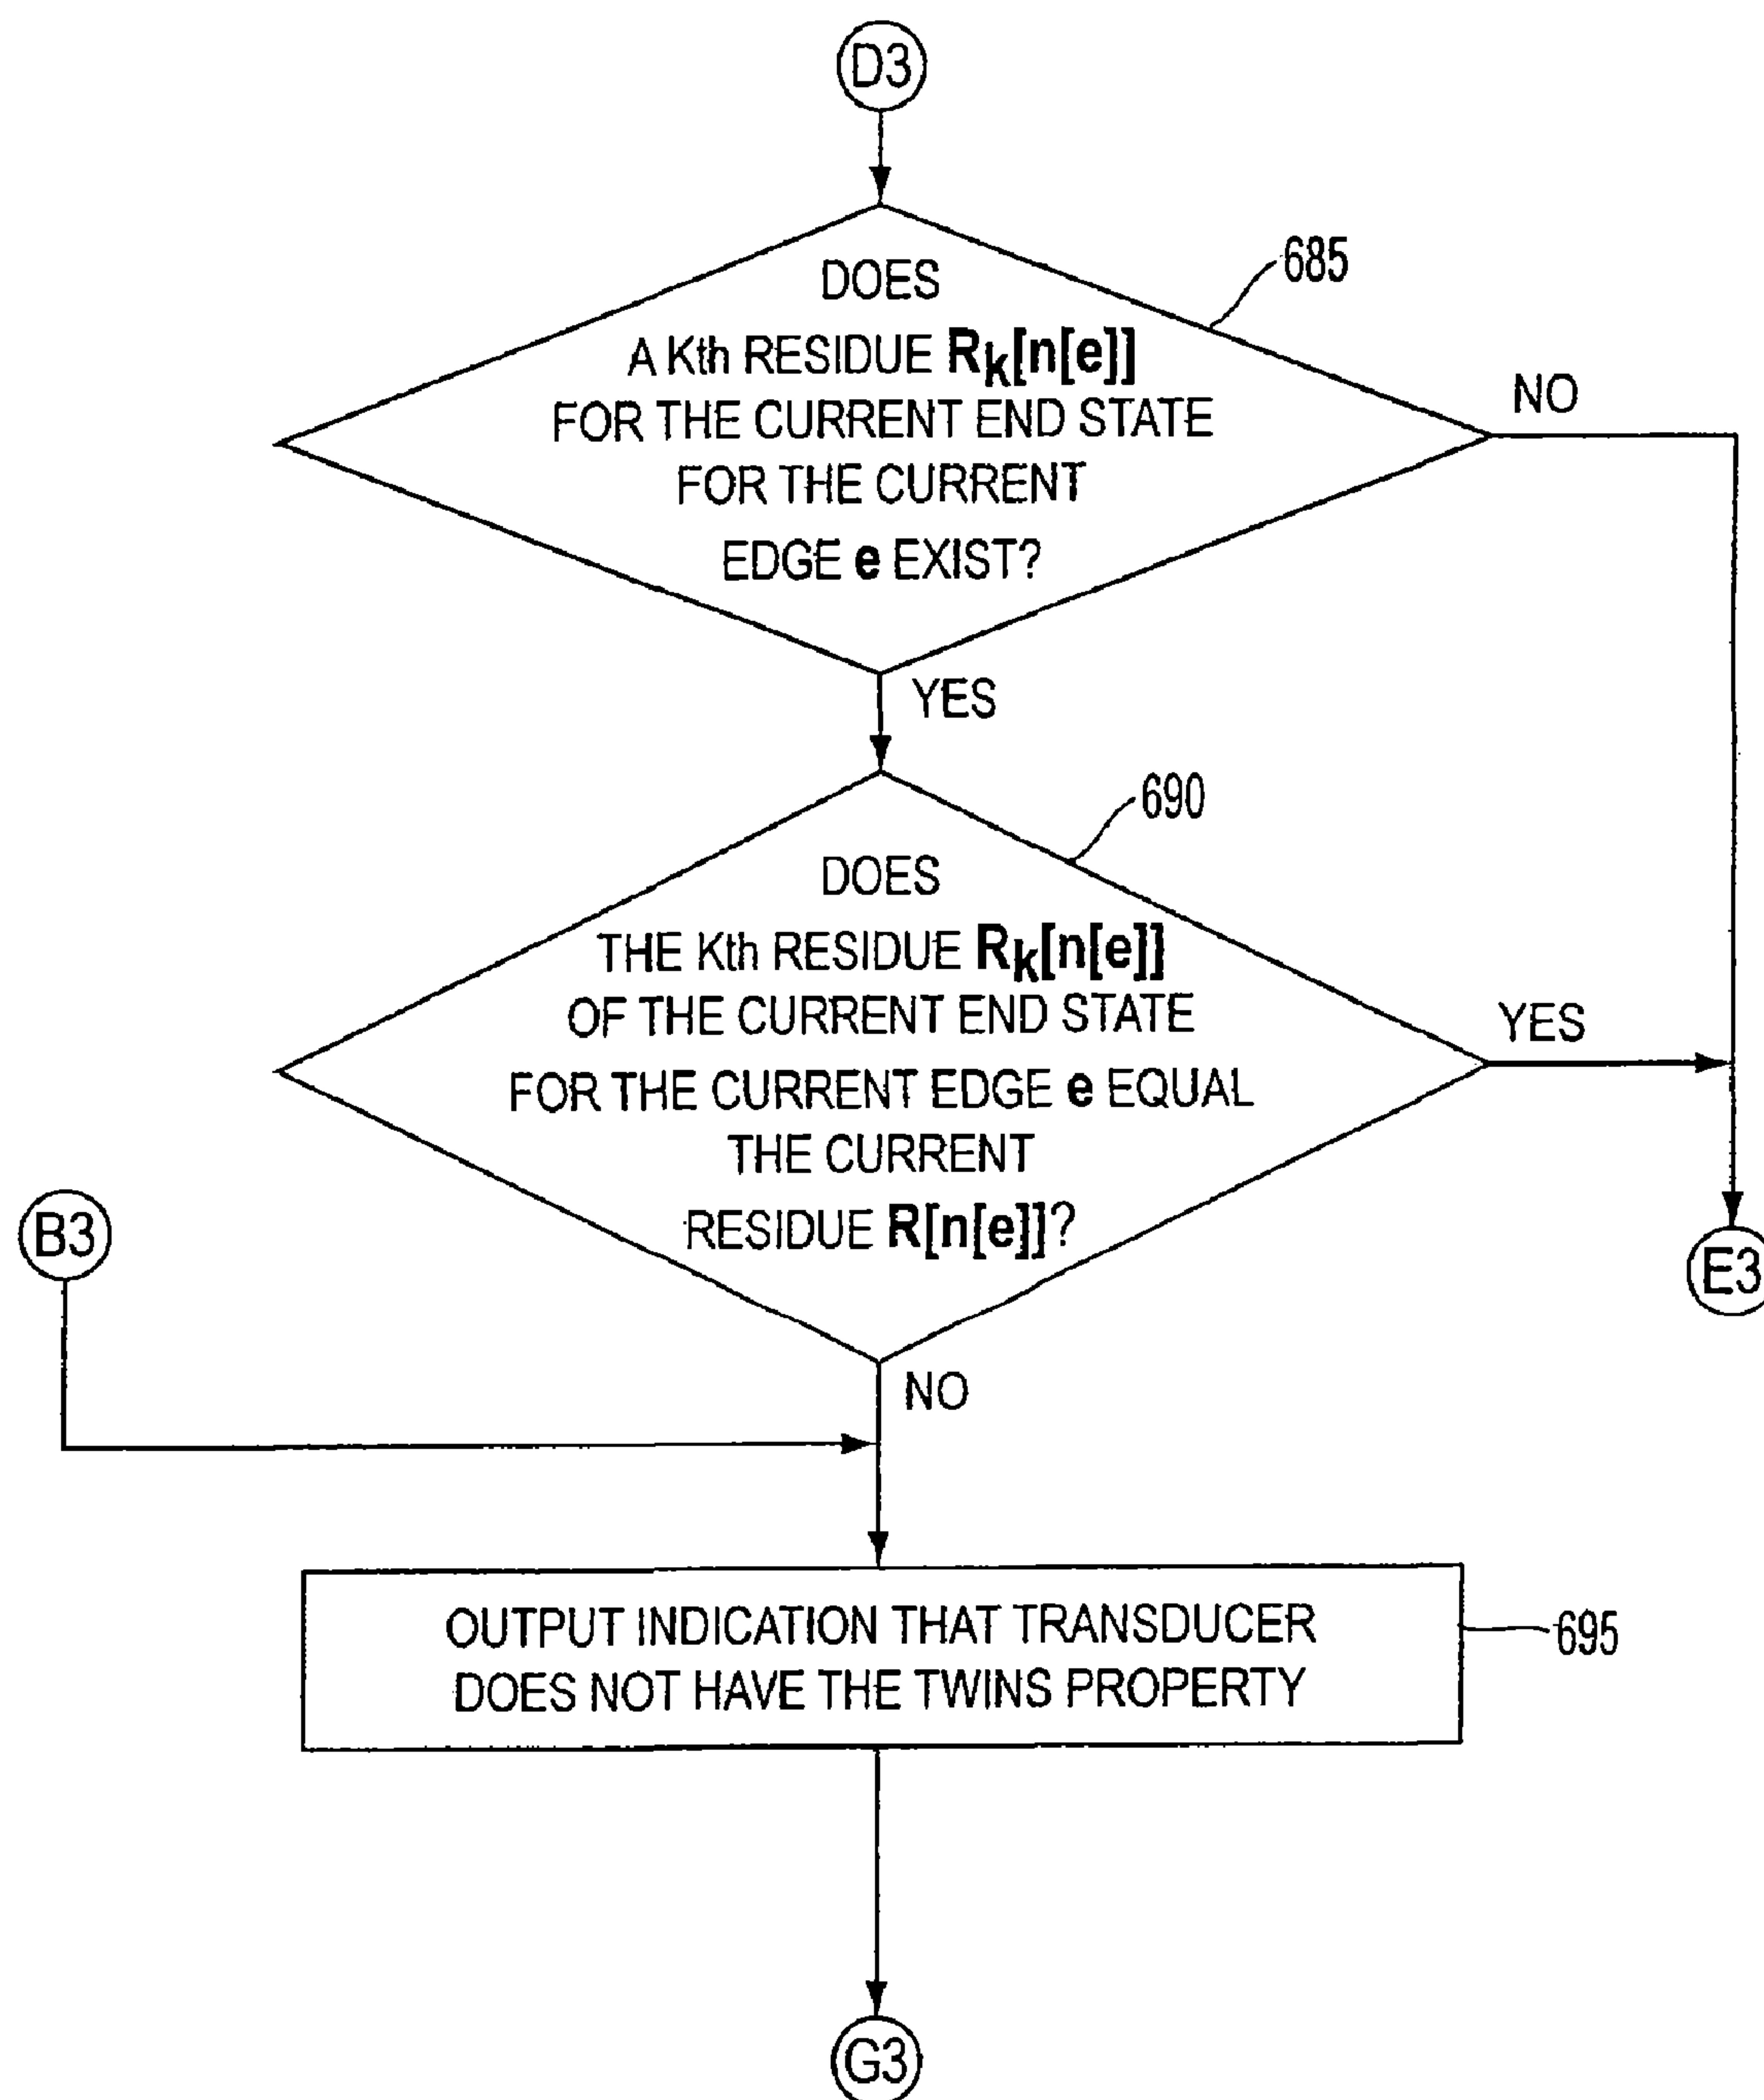 D3
DOES
685
A Kth RESIDUE Rk[n[e]]
NO
FOR THE CURRENT END STATE
FOR THE CURRENT
EDGE e EXIST?
YES
690
DOES
THE Kth RESIDUE Rk[n[e]]
OF THE CURRENT END STATE
YES
FOR THE CURRENT EDGE e EQUAL
THE CURRENT
RESIDUE R[n[e]]?
B3
E3
NO
OUTPUT INDICATION THAT TRANSDUCER
DOES NOT HAVE THE TWINS PROPERTY
695
G3